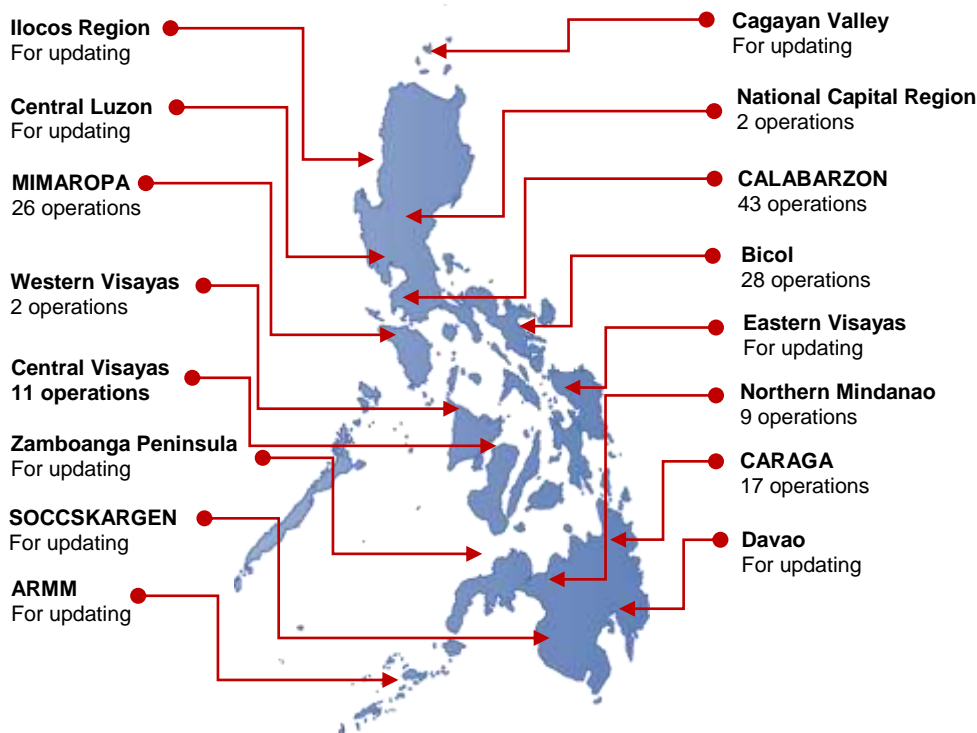 Ilocos Region
For updating
Central Luzon
For updating
MIMAROPA
26 operations
Western Visayas
2 operations
Central Visayas
11 operations
Zamboanga Peninsula
For updating
SOCCSKARGEN
For updating
ARMM
For updating
Cagayan Valley
For updating
National Capital Region
2 operations
CALABARZON
43 operations
Bicol
28 operations
Eastern Visayas
For updating
Northern Mindanao
9 operations
CARAGA
17 operations
Davao
For updating